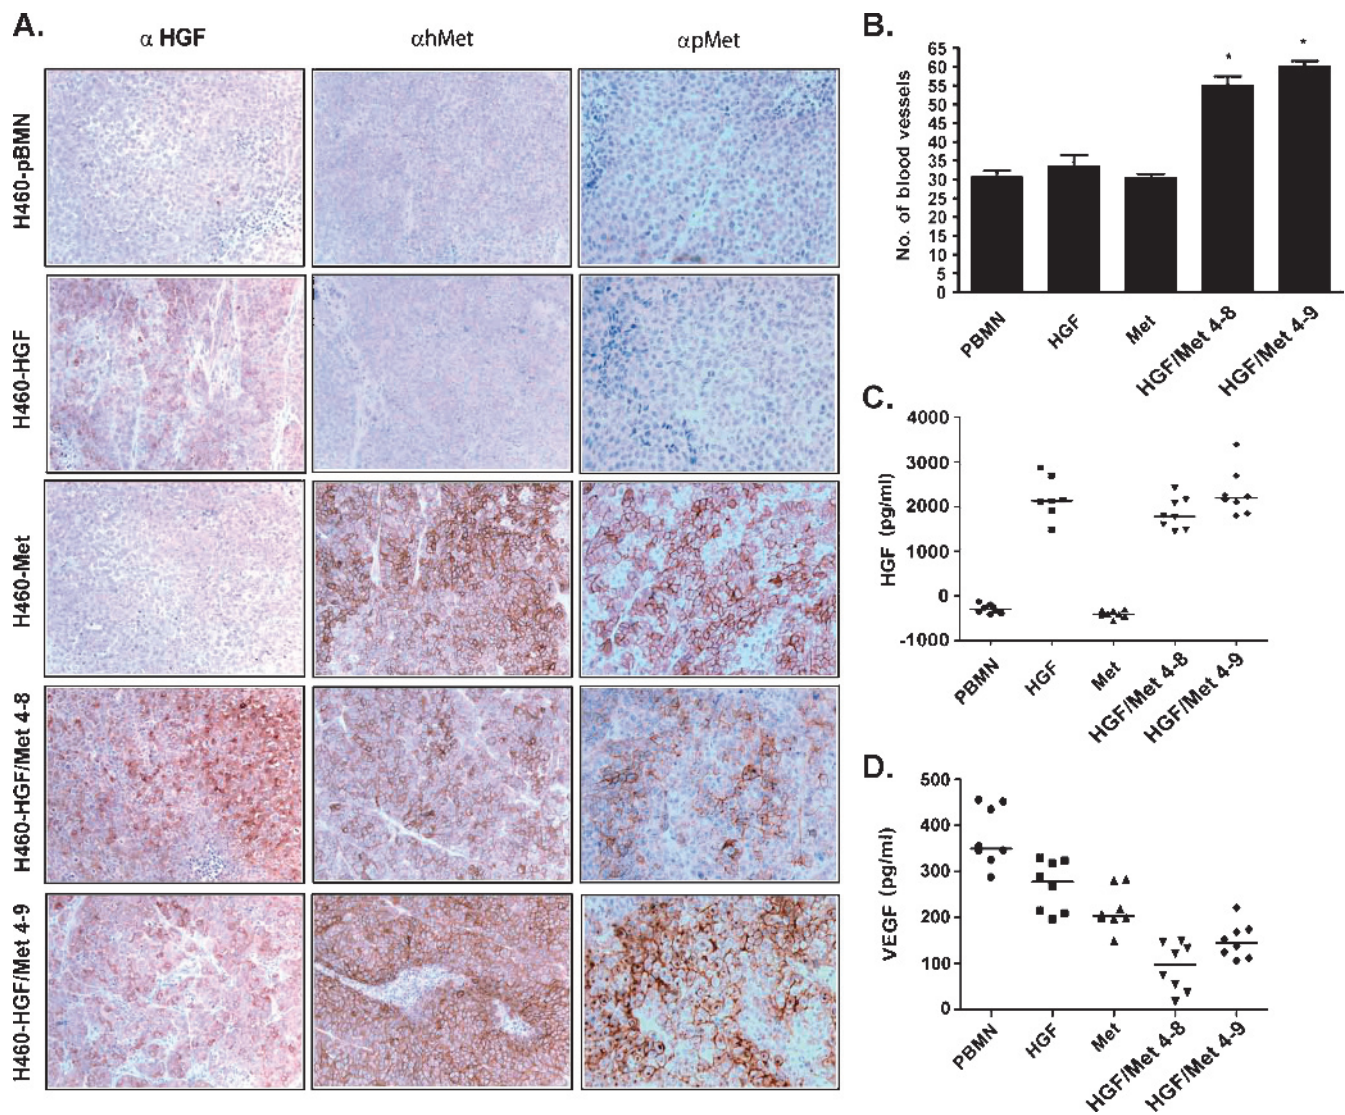 A.
α HGF
αhMet
αpMet
H460-pBMN
H460-HGF
H460-Met
H460-HGF/Met 4-8
H460-HGF/Met 4-9
B.
No. of blood vessels
65
60
55
50
45
40
35
30
25
20
15
10
5
0
*
*
PBMN
HGF
Met
HGF/Met 4-8
HGF/Met 4-9
C.
HGF (pg/ml)
4000
3000
2000
1000
0
-1000
PBMN
HGF
Met
HGF/Met 4-8
HGF/Met 4-9
D.
VEGF (pg/ml)
500
400
300
200
100
0
PBMN
HGF
Met
HGF/Met 4-8
HGF/Met 4-9